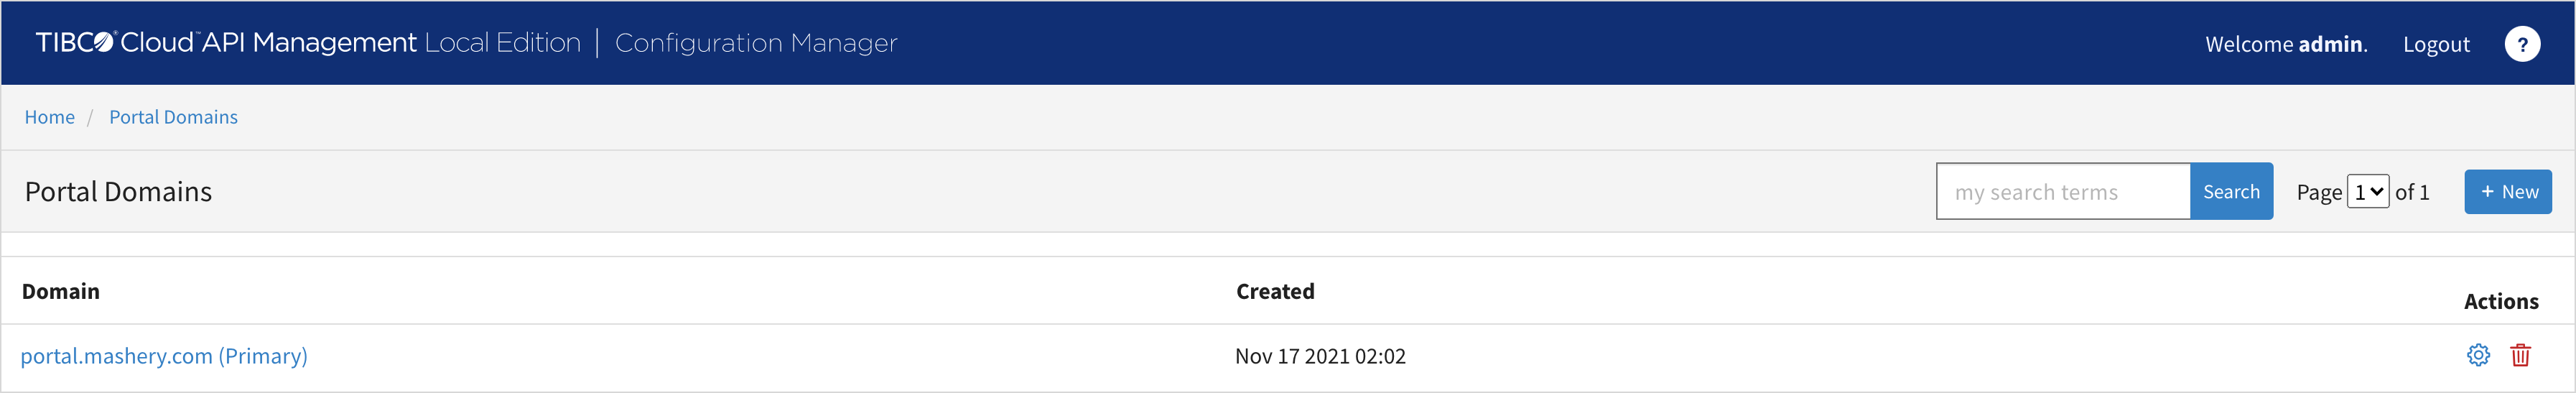 TIBCO® Cloud™ API Management Local Edition | Configuration Manager
Welcome admin. Logout ?
Home / Portal Domains
Portal Domains my search terms Search Page 1 of 1 + New
Domain Created Actions
portal.mashery.com (Primary) Nov 17 2021 02:02